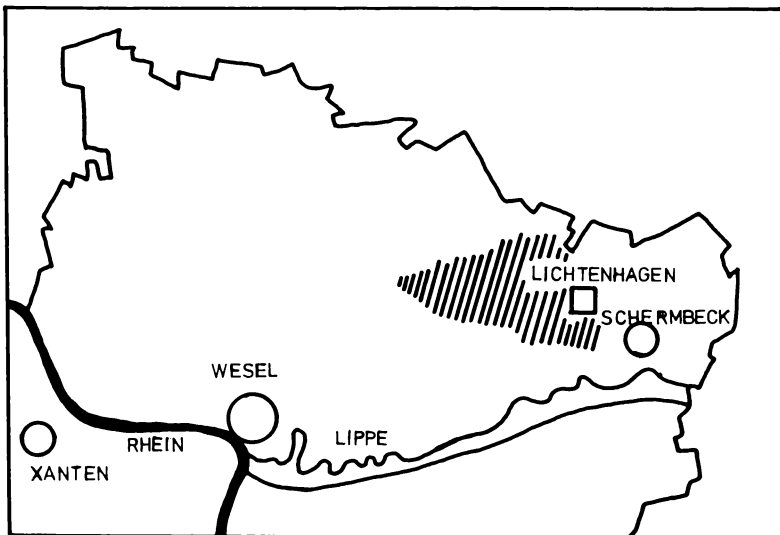 LICHTENHAGEN
SCHERMBECK
WESEL
LIPPE
RHEIN
XANTEN